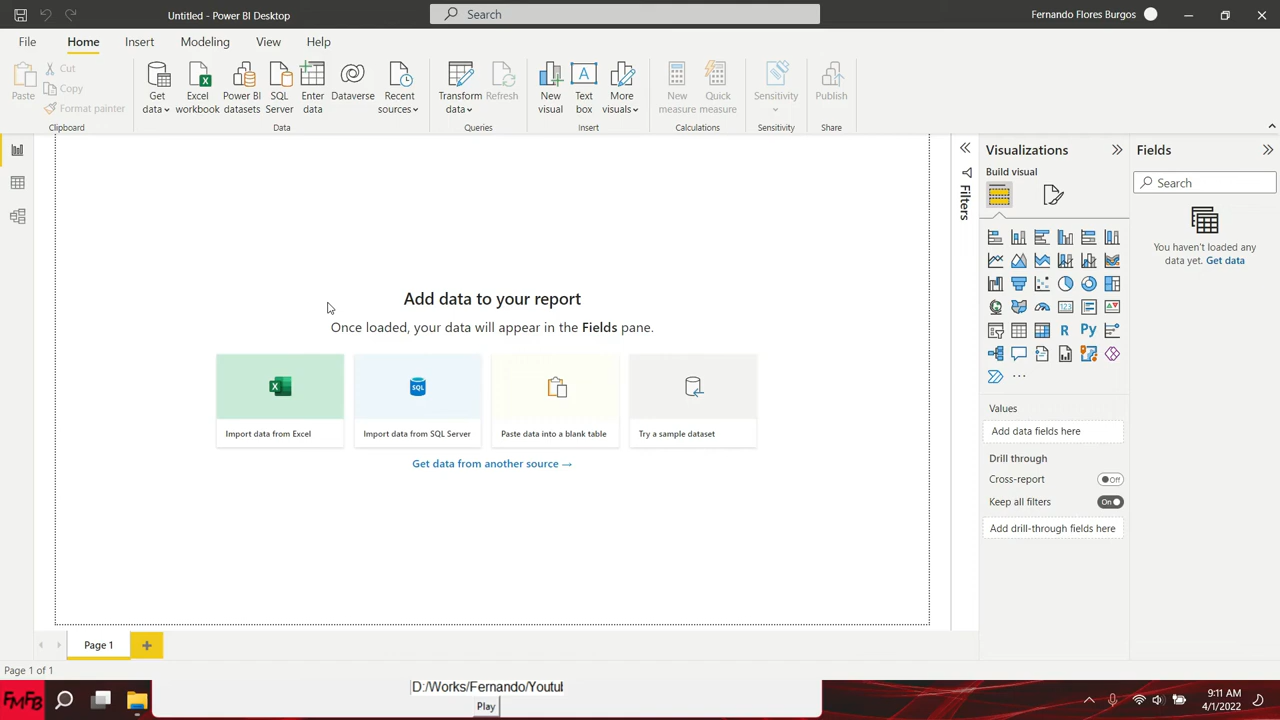 Untitled - Power BI Desktop
Search
Fernando Flores Burgos
File
Home
Insert
Modeling
View
Help
Paste
Cut
Copy
Format painter
Clipboard
Get data
Excel workbook
Power BI datasets
SQL Server
Enter data
Dataverse
Recent sources
Data
Transform data
Refresh
Queries
New visual
Text box
More visuals
Insert
New measure
Quick measure
Calculations
Sensitivity
Sensitivity
Publish
Share
Add data to your report
Once loaded, your data will appear in the Fields pane.
Import data from Excel
SQL
Import data from SQL Server
Paste data into a blank table
Try a sample dataset
Get data from another source →
Filters
Visualizations
Build visual
R
Py
Values
Add data fields here
Drill through
Cross-report
Off
Keep all filters
On
Add drill-through fields here
Fields
Search
You haven't loaded any
data yet. Get data
Page 1
Page 1 of 1
FMFB
D:/Works/Fernando/Youtul
Play
9:11 AM
4/1/2022